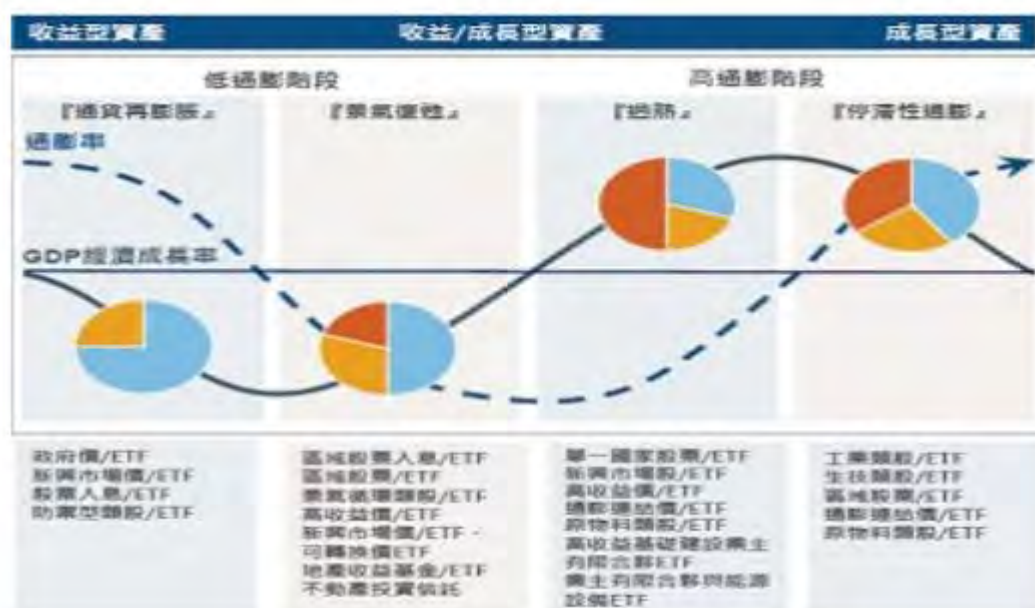 收益型資產
收益/成長型資產
成長型資產
低通膨階段
高通膨階段
『通貨再膨脹』
『景氣復甦』
『過熱』
『停滯性通膨』
通膨率
GDP經濟成長率
政府債/ETF
新興市場債/ETF
股票入息/ETF
防禦型類股/ETF
區域股票入息/ETF
區域股票/ETF
景氣循環類股/ETF
高收益債/ETF
新興市場債/ETF、
可轉換債ETF
地產收益基金/ETF
不動產投資信託
單一國家股票/ETF
新興市場股/ETF
高收益債/ETF
通膨連結債/ETF
原物料類股/ETF
高收益基礎建設業主
有限合夥ETF
業主有限合夥與能源
設備ETF
工業類股/ETF
生技類股/ETF
區域股票/ETF
通膨連結債/ETF
原物料類股/ETF